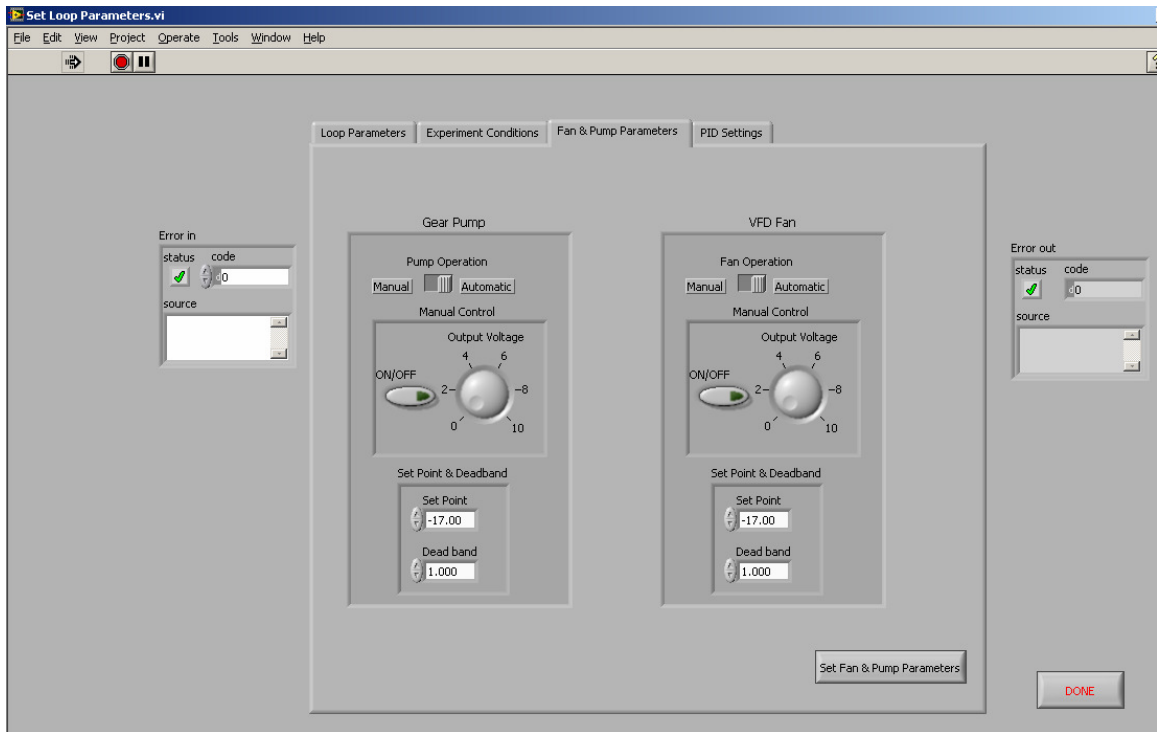 Set Loop Parameters.vi
File Edit View Project Operate Tools Window Help
?
Loop Parameters Experiment Conditions Fan & Pump Parameters PID Settings
Error in
status code
d0
source
Gear Pump
Pump Operation
Manual Automatic
Manual Control
Output Voltage
ON/OFF
0 2 4 6 8 10
Set Point & Deadband
Set Point
-17.00
Dead band
1.000
VFD Fan
Fan Operation
Manual Automatic
Manual Control
Output Voltage
ON/OFF
0 2 4 6 8 10
Set Point & Deadband
Set Point
-17.00
Dead band
1.000
Error out
status code
d0
source
Set Fan & Pump Parameters
DONE